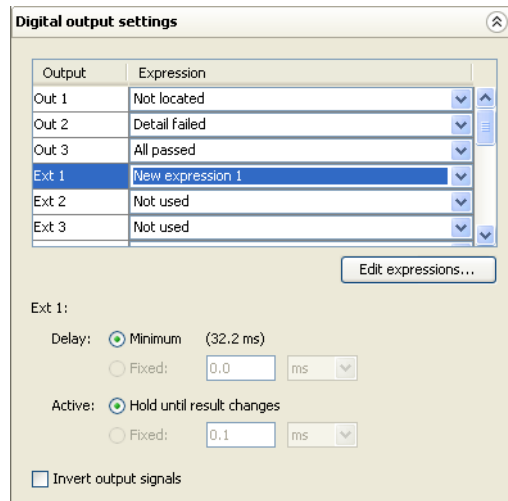 Digital output settings
Output Expression
Out 1 Not located
Out 2 Detail failed
Out 3 All passed
Ext 1 New expression 1
Ext 2 Not used
Ext 3 Not used
Edit expressions...
Ext 1:
Delay: Minimum (32.2 ms)
Fixed: 0.0 ms
Active: Hold until result changes
Fixed: 0.1 ms
Invert output signals